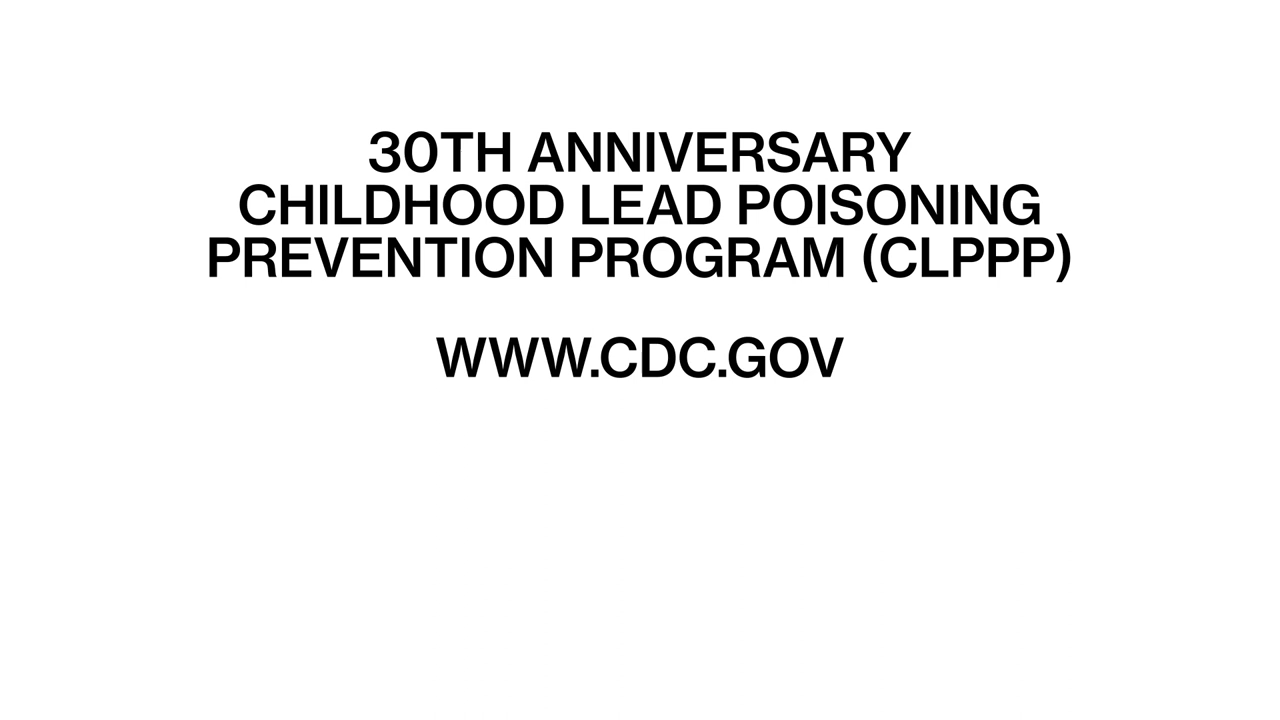 30TH ANNIVERSARY
CHILDHOOD LEAD POISONING
PREVENTION PROGRAM (CLPPP)
WWW.CDC.GOV